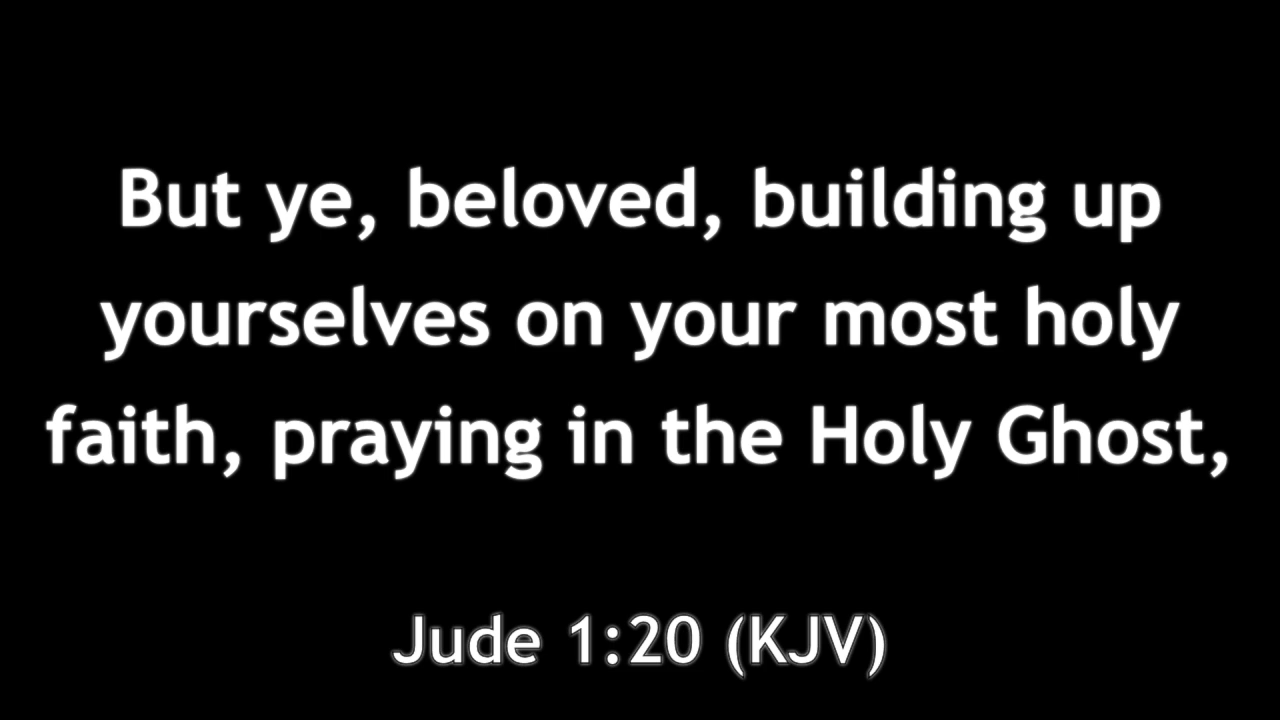 But ye, beloved, building up
yourselves on your most holy
faith, praying in the Holy Ghost,
Jude 1:20 (KJV)